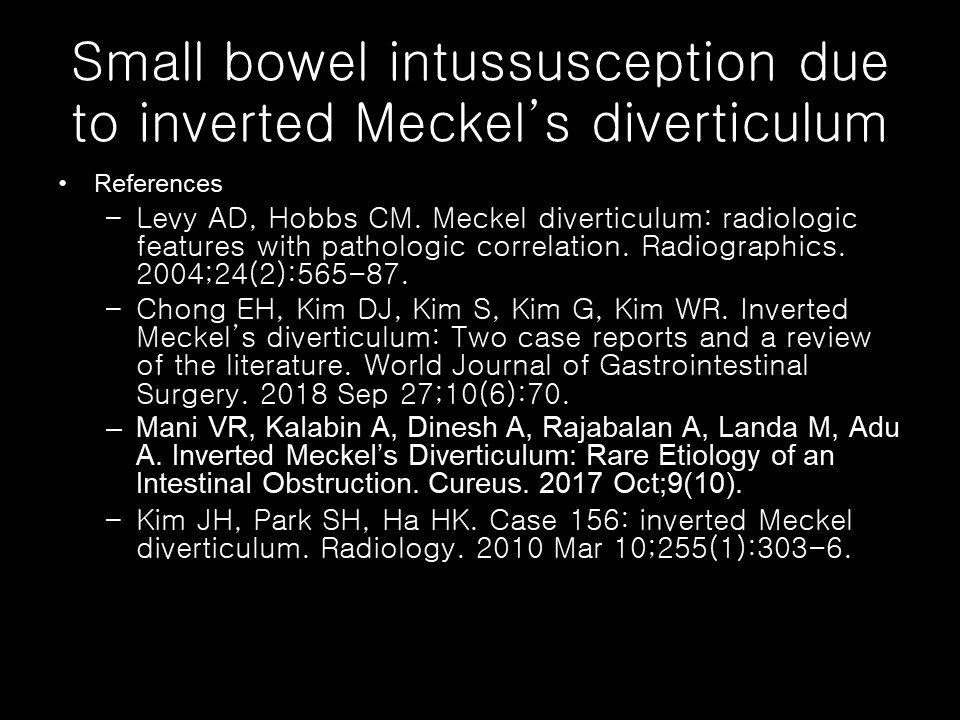 Small bowel intussusception due
to inverted Meckel’s diverticulum
• References
– Levy AD, Hobbs CM. Meckel diverticulum: radiologic
features with pathologic correlation. Radiographics.
2004;24(2):565-87.
– Chong EH, Kim DJ, Kim S, Kim G, Kim WR. Inverted
Meckel’s diverticulum: Two case reports and a review
of the literature. World Journal of Gastrointestinal
Surgery. 2018 Sep 27;10(6):70.
– Mani VR, Kalabin A, Dinesh A, Rajabalan A, Landa M, Adu
A. Inverted Meckel’s Diverticulum: Rare Etiology of an
Intestinal Obstruction. Cureus. 2017 Oct;9(10).
– Kim JH, Park SH, Ha HK. Case 156: inverted Meckel
diverticulum. Radiology. 2010 Mar 10;255(1):303-6.